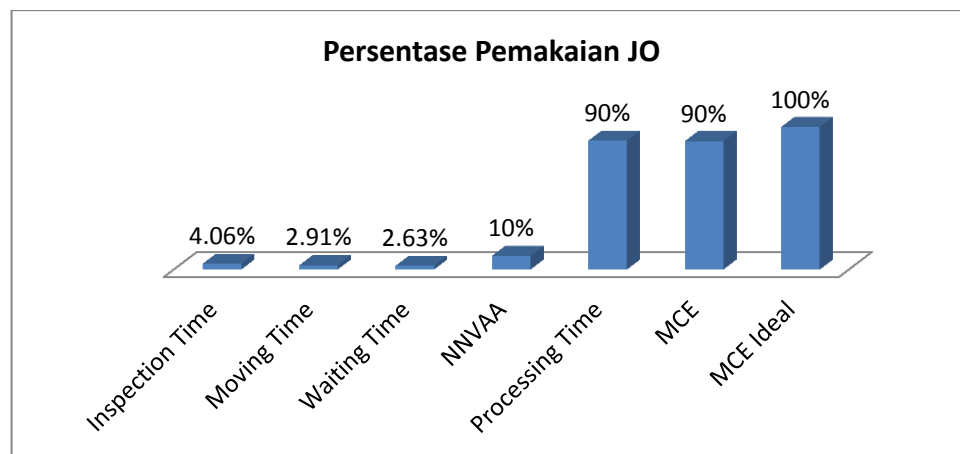 Persentase Pemakaian JO
4.06%
2.91%
2.63%
10%
90%
90%
100%
Inspection Time
Moving Time
Waiting Time
NNVAA
Processing Time
MCE
MCE Ideal